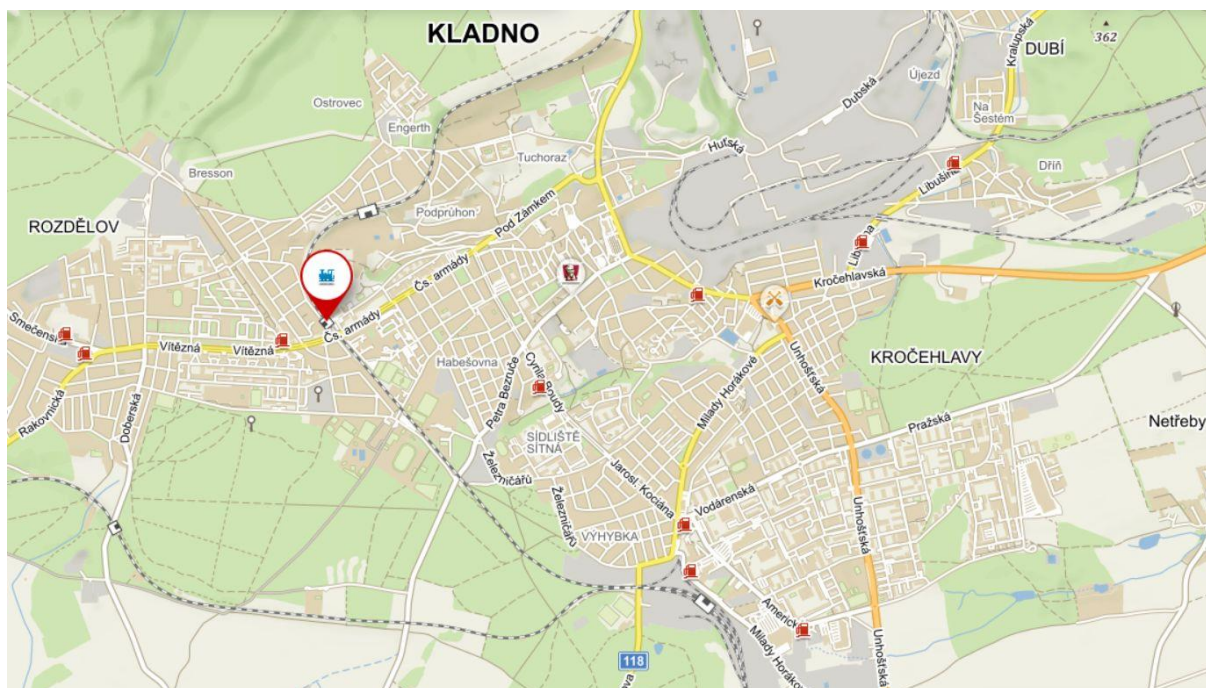 KLADNO
DUBÍ
362
Kralupská
Újezd
Ostrovec
Dubská
Na
Šestém
Engerth
Huťská
Tuchoraz
Bresson
Libušina
Dříň
Podprůhon
Pod Zámkem
ROZDĚLOV
Čs. armády
Kročehlavská
Smečenská
Čs. armády
Vítězná
Vítězná
Habešovna
KROČEHLAVY
Unhošťská
Petra Bezruče
Cyrila Boudy
Milady Horákové
Rakovnická
Doberská
Pražská
Netřeby
SÍDLIŠTĚ
SÍTNÁ
Železničářů
Jarosl. Kociána
Vodárenská
Železničářů
VÝHYBKA
Unhošťská
Milady Horákové
Unhošťská
118